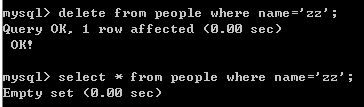 mysql> delete from people where name='zz';
Query OK, 1 row affected (0.00 sec)
OK!
mysql> select * from people where name='zz';
Empty set (0.00 sec)